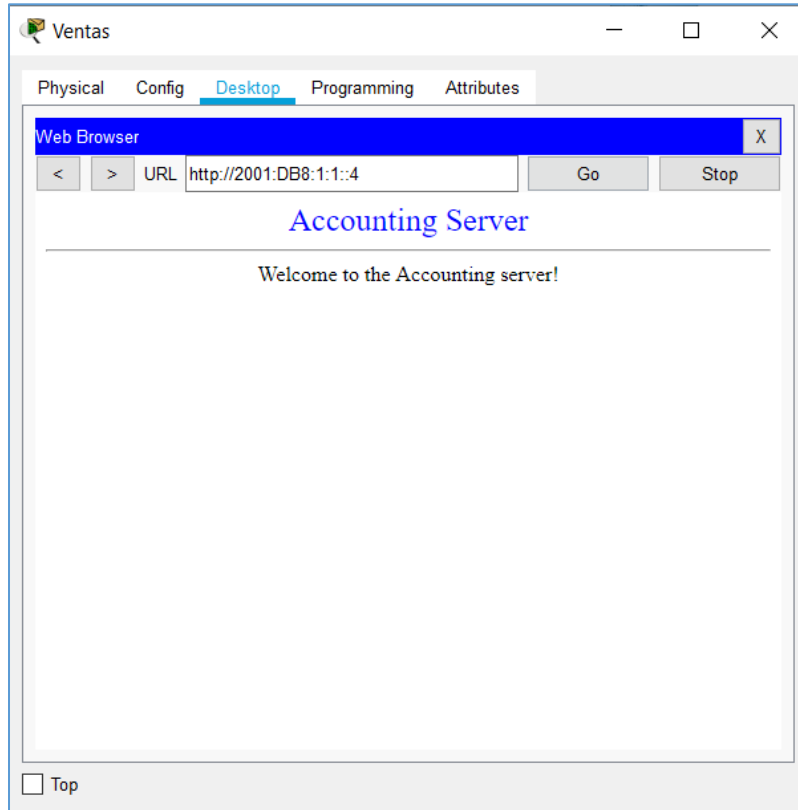 Ventas
Physical Config Desktop Programming Attributes
Web Browser X
< > URL http://2001:DB8:1:1::4 Go Stop
Accounting Server
Welcome to the Accounting server!
Top